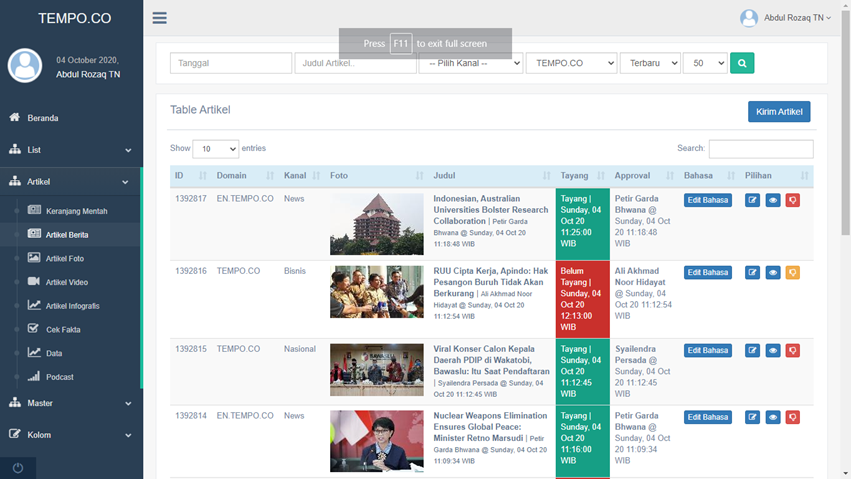 TEMPO.CO
Abdul Rozaq TN
04 October 2020,
Abdul Rozaq TN
Press F11 to exit full screen
Tanggal
Judul Artikel..
-- Pilih Kanal --
TEMPO.CO
Terbaru
50
Beranda
List
Artikel
Keranjang Mentah
Artikel Berita
Artikel Foto
Artikel Video
Artikel Infografis
Cek Fakta
Data
Podcast
Master
Kolom
Table Artikel
Kirim Artikel
Show 10 entries
Search:
ID Domain Kanal Foto Judul Tayang Approval Bahasa Pilihan
1392817 EN.TEMPO.CO News
Indonesian, Australian
Universities Bolster Research
Collaboration | Petir Garda
Bhwana @ Sunday, 04 Oct 20
11:18:48 WIB
Tayang |
Sunday, 04
Oct 20
11:25:00
WIB
Petir Garda
Bhwana @
Sunday, 04 Oct
20 11:18:48
WIB
Edit Bahasa
1392816 TEMPO.CO Bisnis
RUU Cipta Kerja, Apindo: Hak
Pesangon Buruh Tidak Akan
Berkurang | Ali Akhmad Noor
Hidayat @ Sunday, 04 Oct 20
11:12:54 WIB
Belum
Tayang |
Sunday, 04
Oct 20
12:13:00
WIB
Ali Akhmad
Noor Hidayat
@ Sunday, 04
Oct 20 11:12:54
WIB
Edit Bahasa
1392815 TEMPO.CO Nasional
Viral Konser Calon Kepala
Daerah PDIP di Wakatobi,
Bawaslu: Itu Saat Pendaftaran
| Syailendra Persada @ Sunday, 04
Oct 20 11:12:45 WIB
Tayang |
Sunday, 04
Oct 20
11:12:45
WIB
Syailendra
Persada @
Sunday, 04 Oct
20 11:12:45
WIB
Edit Bahasa
1392814 EN.TEMPO.CO News
Nuclear Weapons Elimination
Ensures Global Peace:
Minister Retno Marsudi | Petir
Garda Bhwana @ Sunday, 04 Oct 20
11:09:34 WIB
Tayang |
Sunday, 04
Oct 20
11:16:00
WIB
Petir Garda
Bhwana @
Sunday, 04 Oct
20 11:09:34
WIB
Edit Bahasa